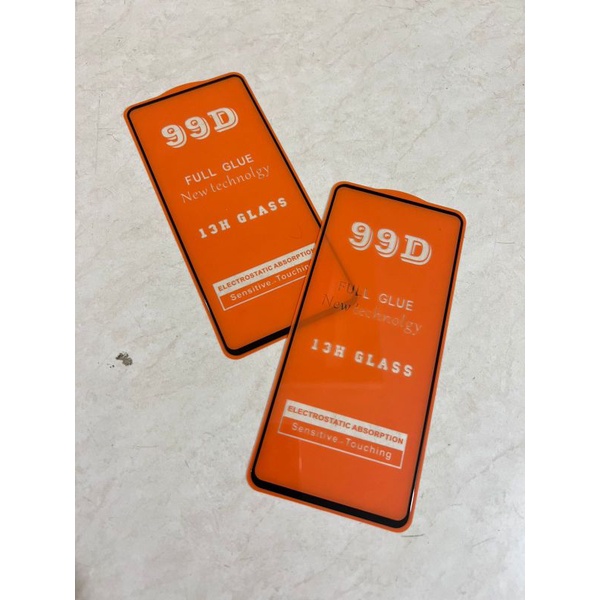 99D
FULL GLUE
New technolgy
13H GLASS
ELECTROSTATIC ABSORPTION
Sensitive-Touching
99D
FULL GLUE
New technolgy
13H GLASS
ELECTROSTATIC ABSORPTION
Sensitive-Touching